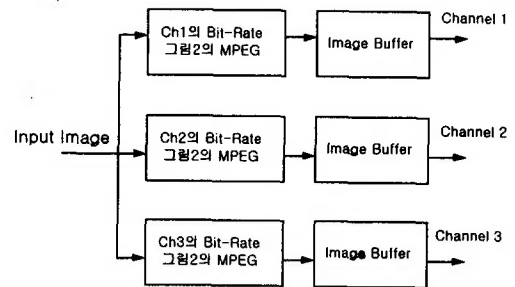 Channel 1
Ch1의 Bit-Rate
그림2의 MPEG
Image Buffer
Input Image
Channel 2
Ch2의 Bit-Rate
그림2의 MPEG
Image Buffer
Channel 3
Ch3의 Bit-Rate
그림2의 MPEG
Image Buffer